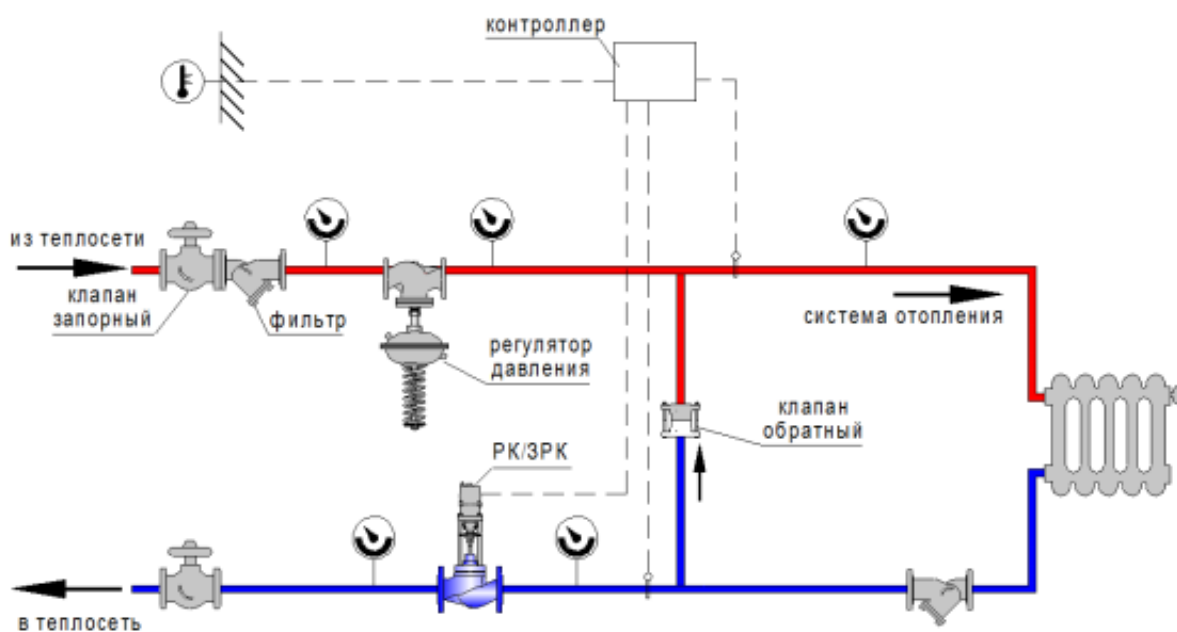 контроллер
из теплосети
клапан
запорный
фильтр
регулятор
давления
система отопления
клапан
обратный
РК/ЗРК
в теплосеть